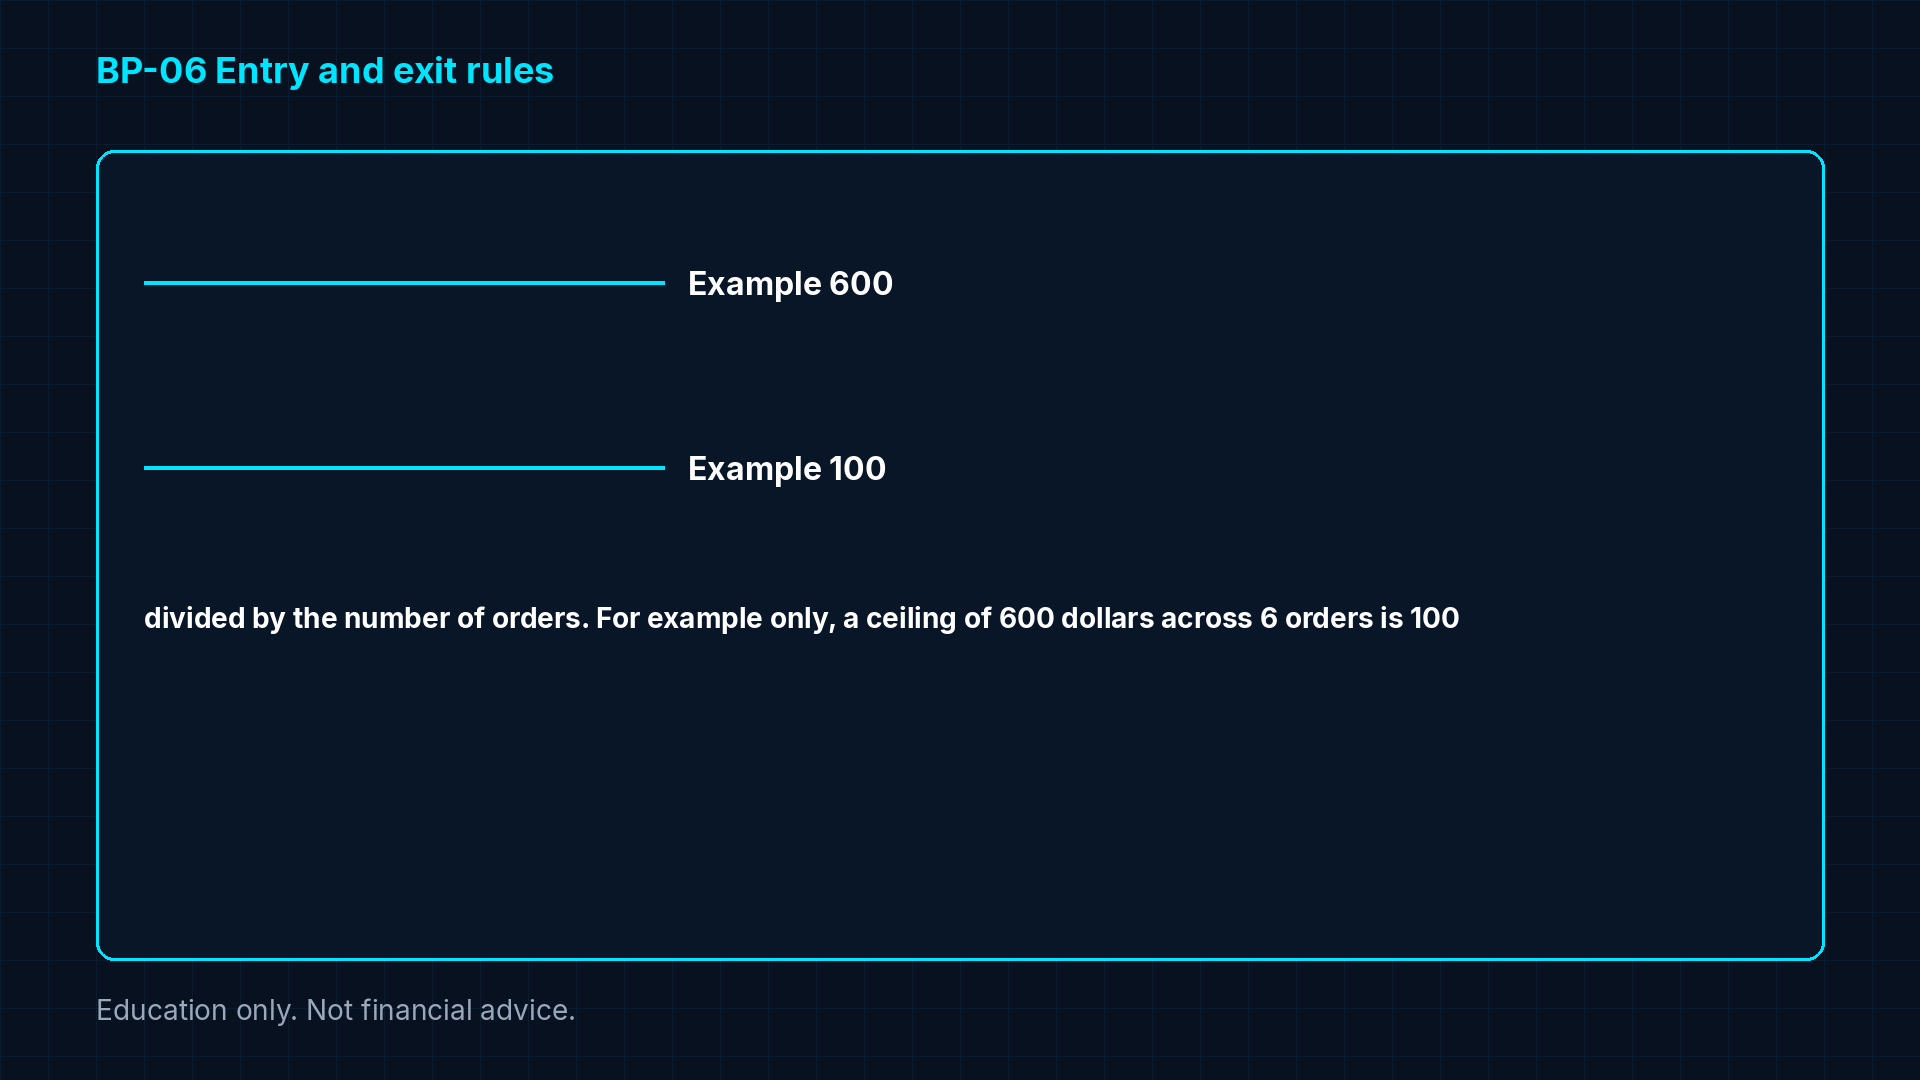 BP-06 Entry and exit rules
Example 600
Example 100
divided by the number of orders. For example only, a ceiling of 600 dollars across 6 orders is 100
Education only. Not financial advice.